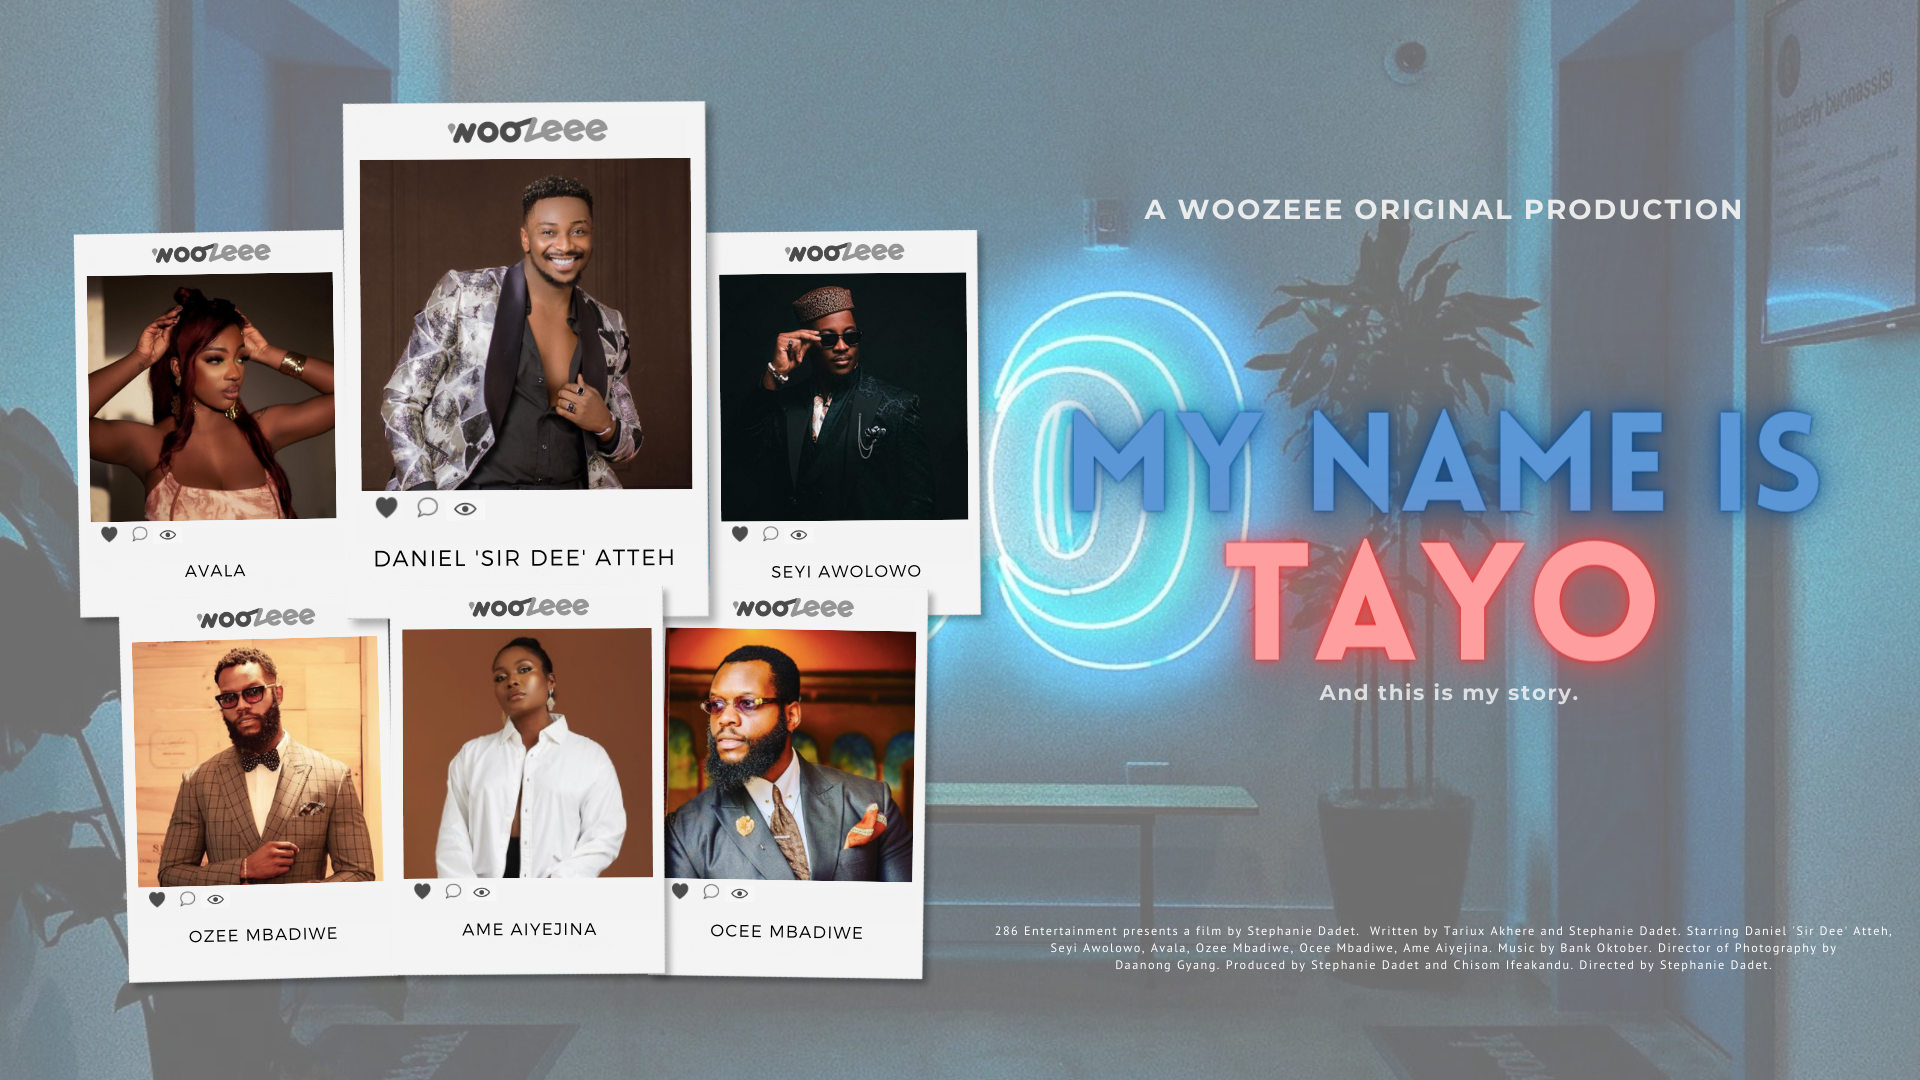 wooZeee
DANIEL 'SIR DEE' ATTEH
wooZeee
AVALA
wooZeee
SEYI AWOLOWO
wooZeee
OZEE MBADIWE
wooZeee
AME AIYEJINA
wooZeee
OCEE MBADIWE
A WOOZEEE ORIGINAL PRODUCTION
MY NAME IS
TAYO
And this is my story.
286 Entertainment presents a film by Stephanie Dadet.  Written by Tariux Akhere and Stephanie Dadet. Starring Daniel 'Sir Dee' Atteh,
Seyi Awolowo, Avala, Ozee Mbadiwe, Ocee Mbadiwe, Ame Aiyejina. Music by Bank Oktober. Director of Photography by
Daanong Gyang. Produced by Stephanie Dadet and Chisom Ifeakandu. Directed by Stephanie Dadet.
kimberly buonassisi